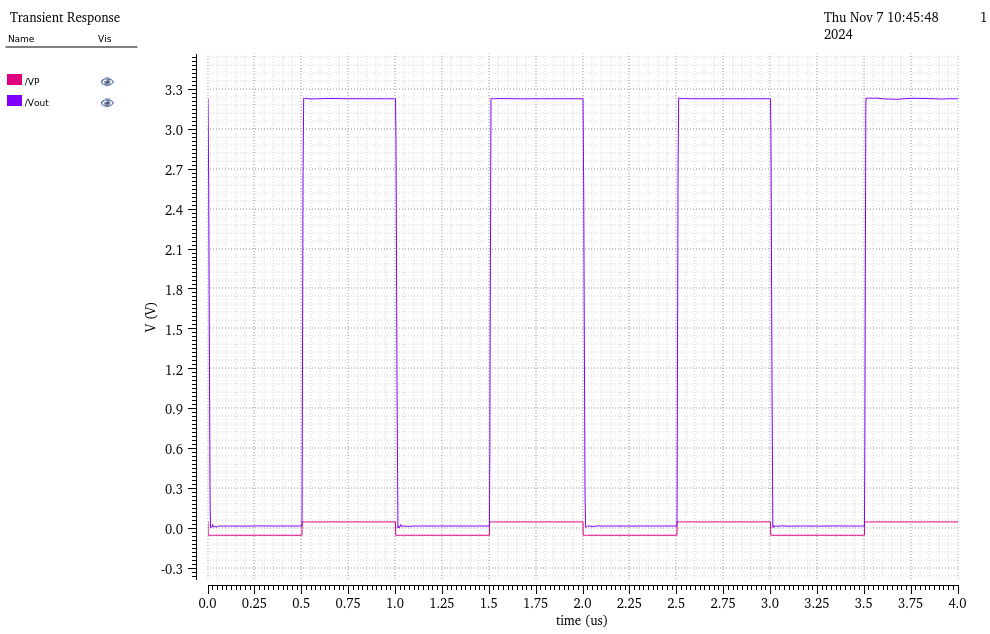 Transient Response
Thu Nov 7 10:45:48 1
2024
Name Vis
/VP
/Vout
3.3
3.0
2.7
2.4
2.1
1.8
1.5
1.2
0.9
0.6
0.3
0.0
-0.3
V (V)
0.0 0.25 0.5 0.75 1.0 1.25 1.5 1.75 2.0 2.25 2.5 2.75 3.0 3.25 3.5 3.75 4.0
time (us)